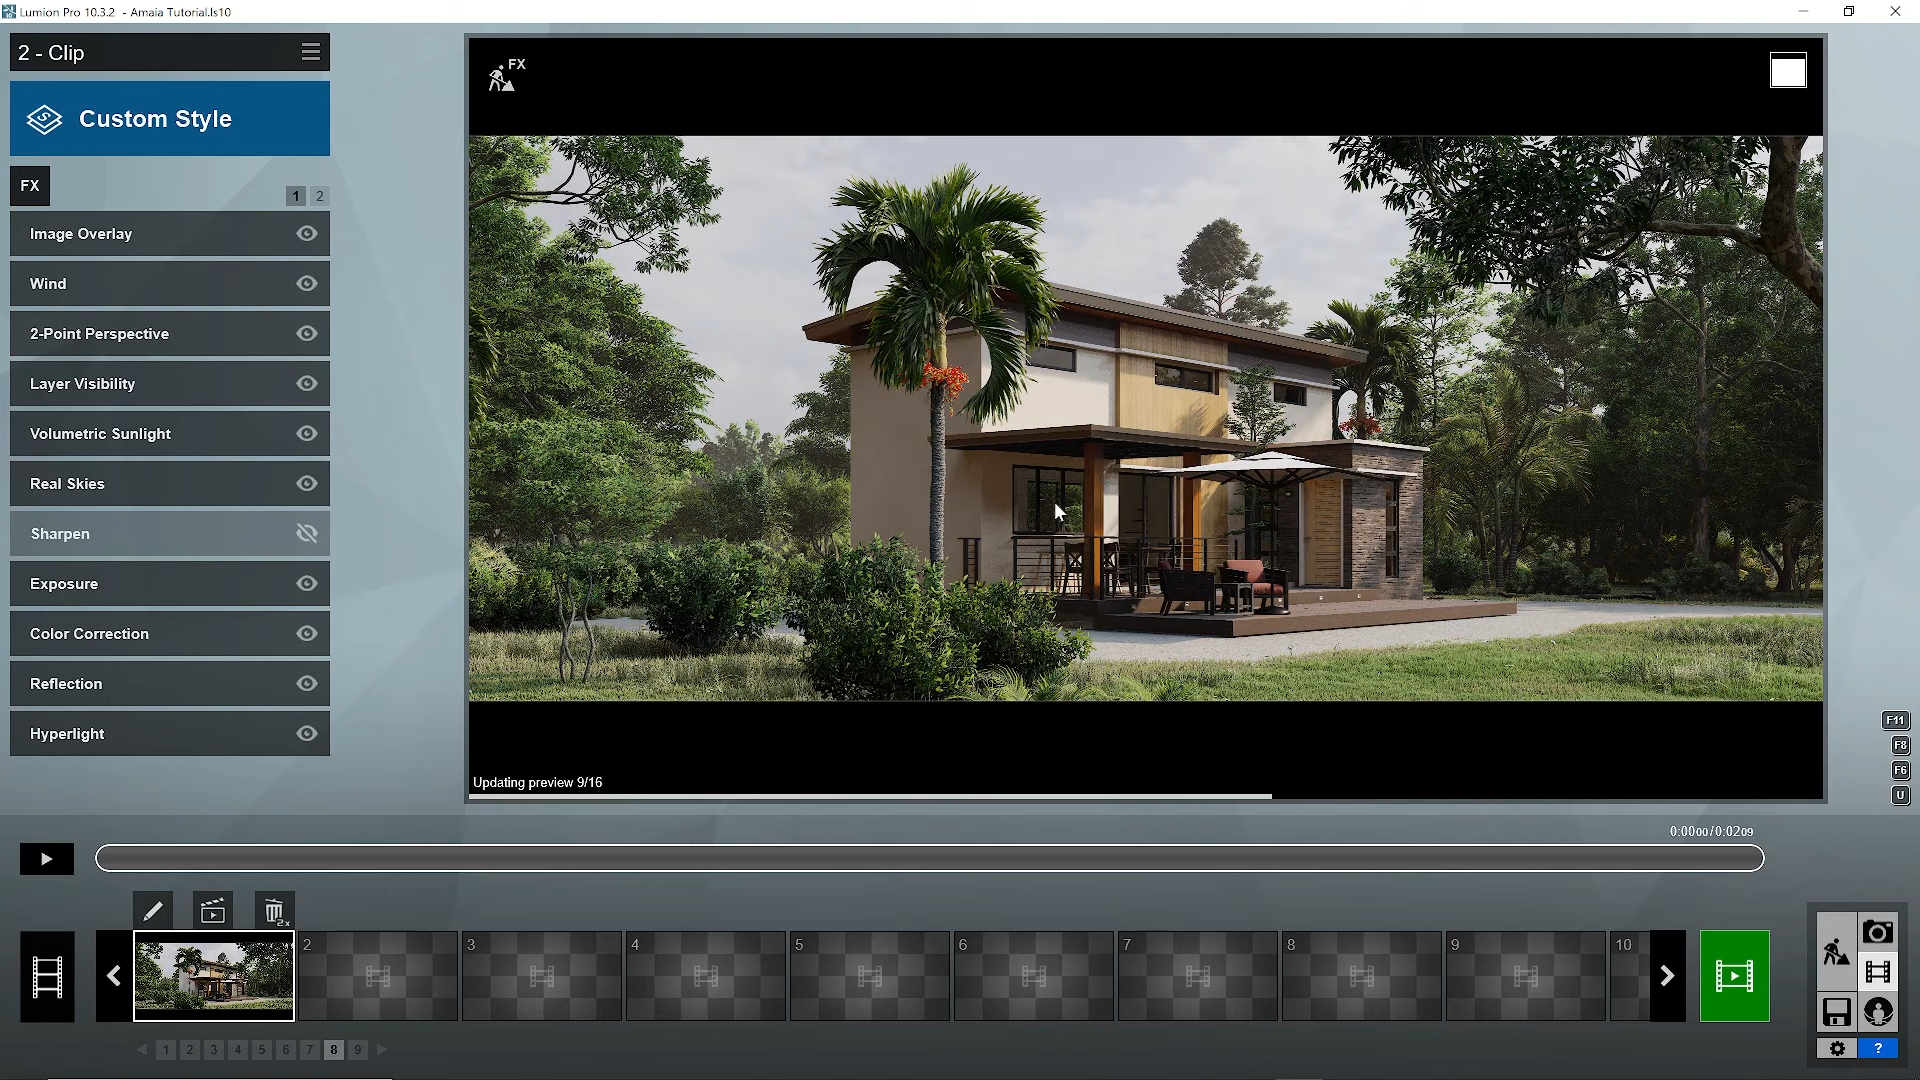 Lumion Pro 10.3.2 - Amaia Tutorial.ls10
2 - Clip
Custom Style
FX
1 2
Image Overlay
Wind
2-Point Perspective
Layer Visibility
Volumetric Sunlight
Real Skies
Sharpen
Exposure
Color Correction
Reflection
Hyperlight
FX
Updating preview 9/16
F11
F8
F6
U
0:0000/0:0209
2x
2 3 4 5 6 7 8 9 10
1 2 3 4 5 6 7 8 9
?